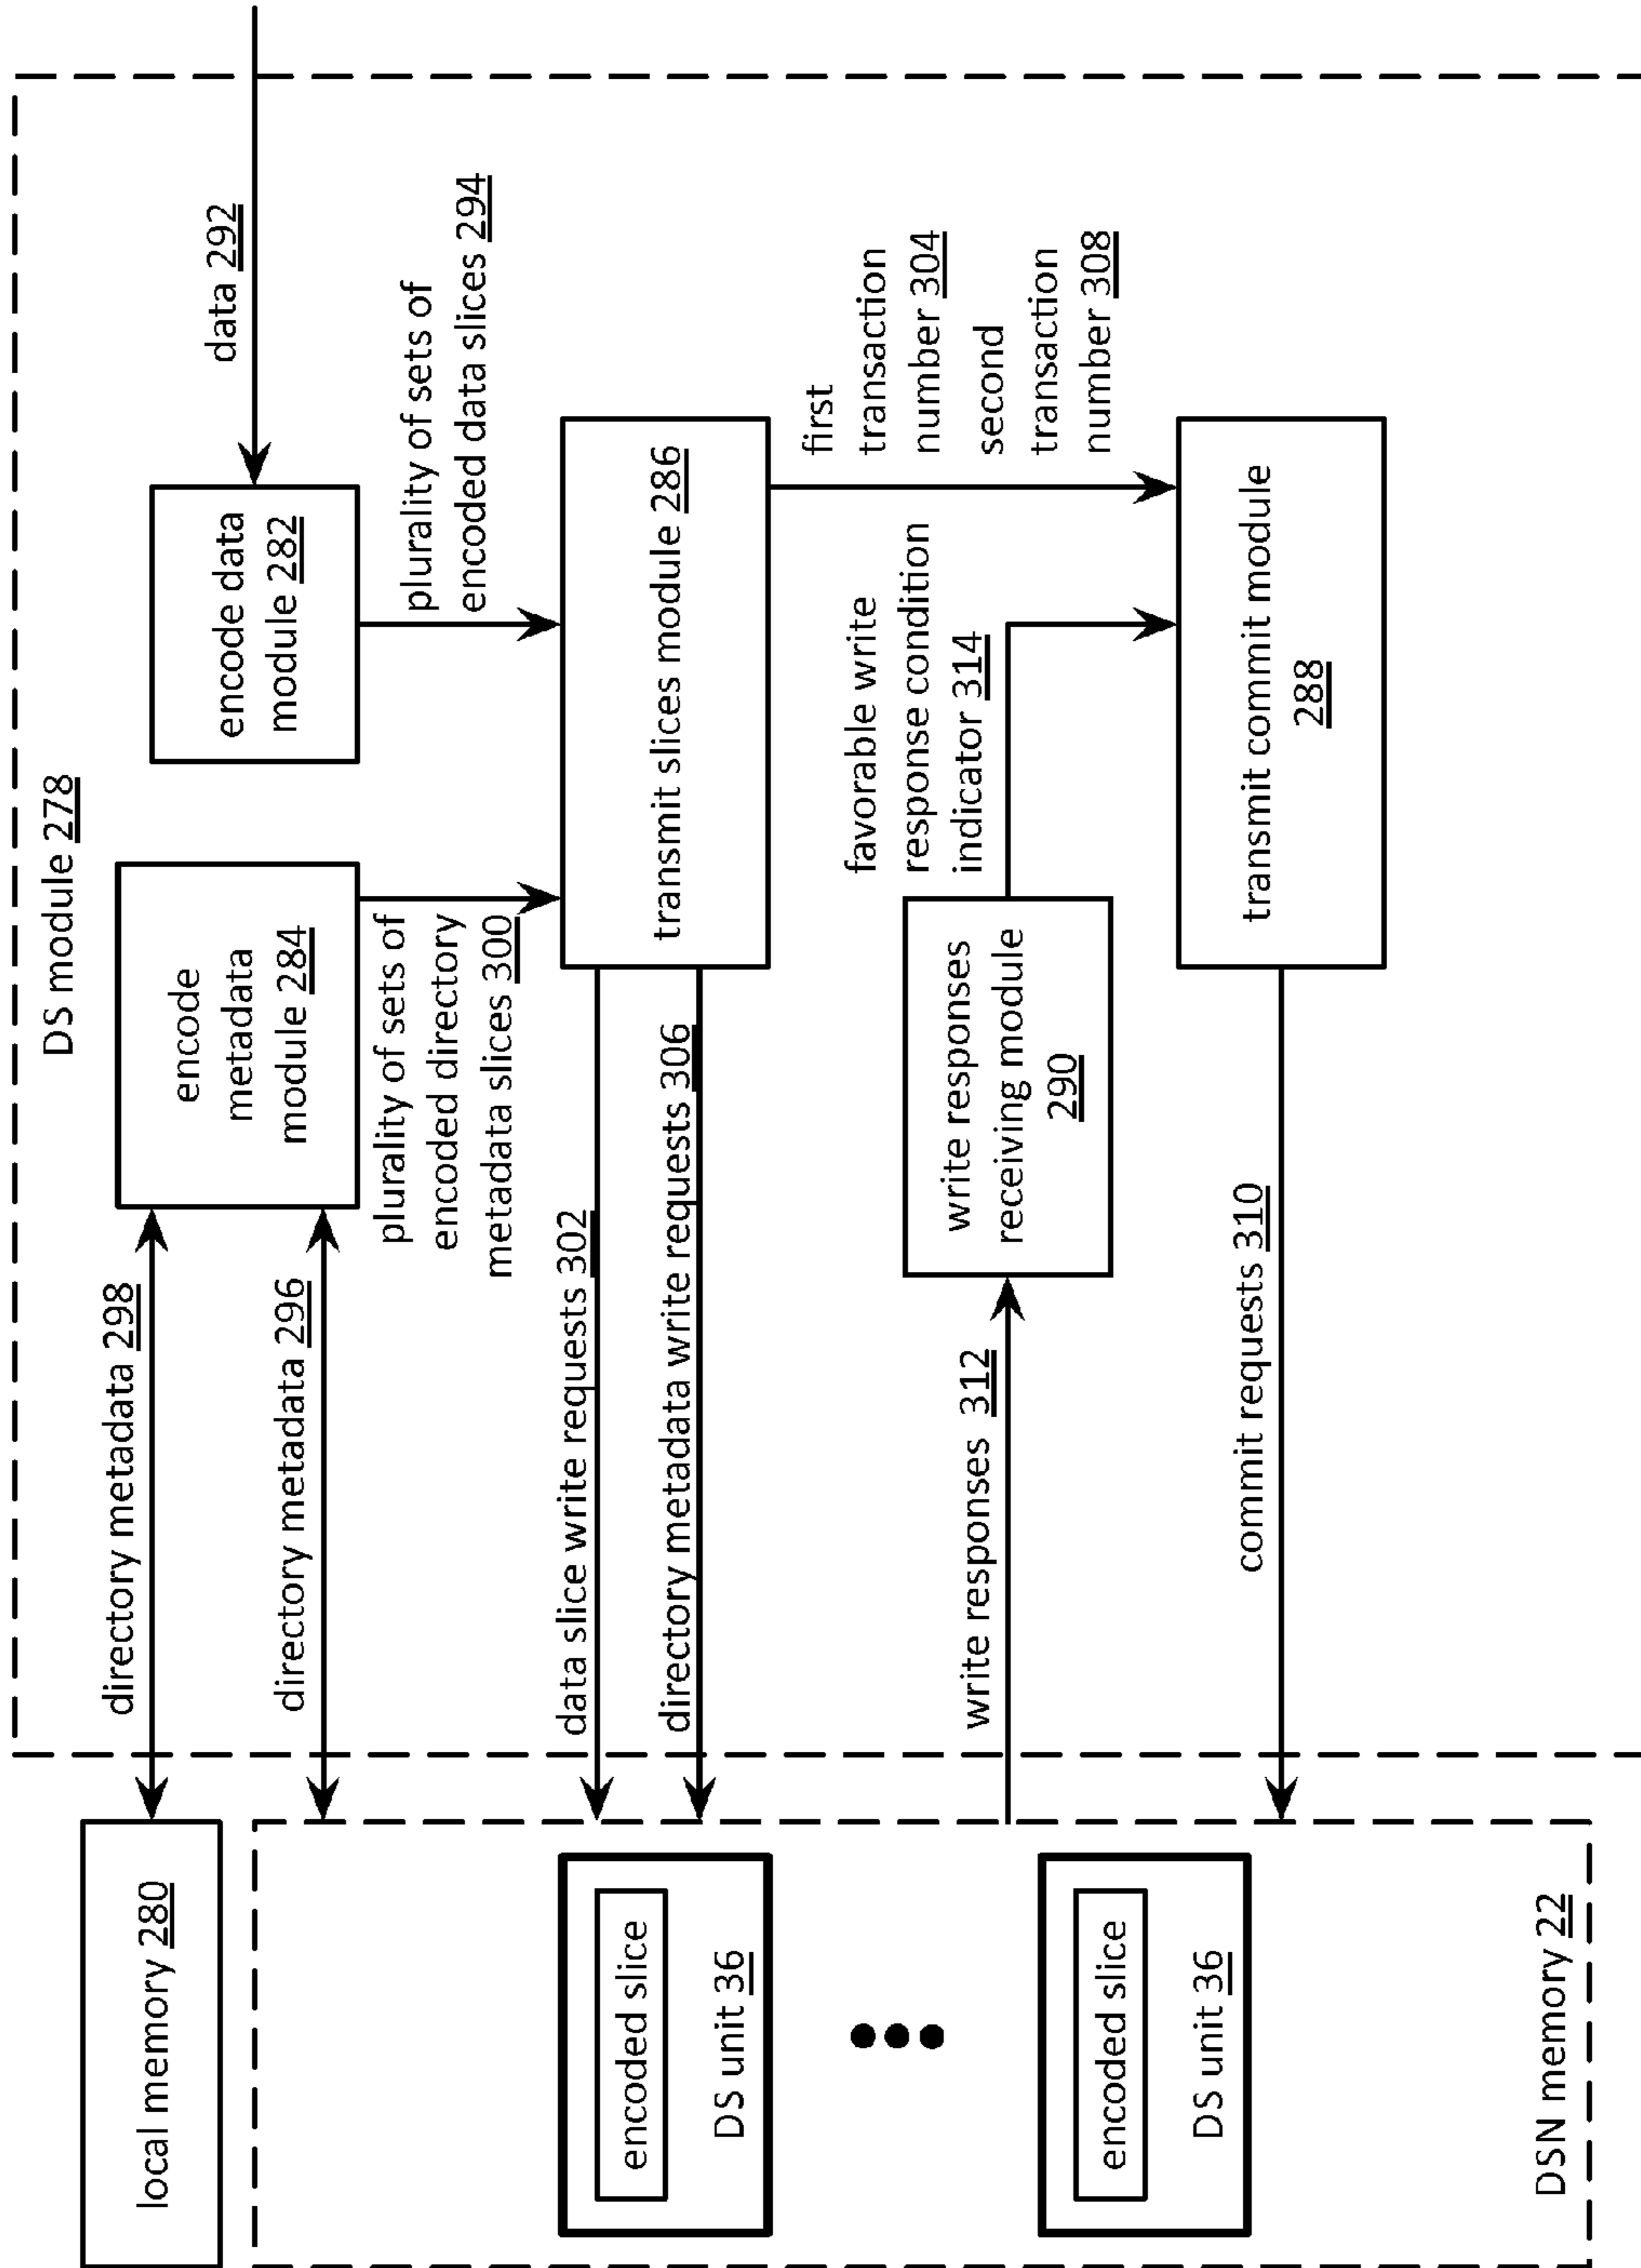 DS module 278
local memory 280
directory metadata 298
encode
metadata
module 284
encode data
module 282
data 292
directory metadata 296
plurality of sets of
encoded directory
metadata slices 300
plurality of sets of
encoded data slices 294
data slice write requests 302
directory metadata write requests 306
transmit slices module 286
encoded slice
DS unit 36
first
transaction
number 304
second
transaction
number 308
favorable write
response condition
indicator 314
write responses 312
write responses
receiving module
290
commit requests 310
transmit commit module
288
encoded slice
DS unit 36
DSN memory 22